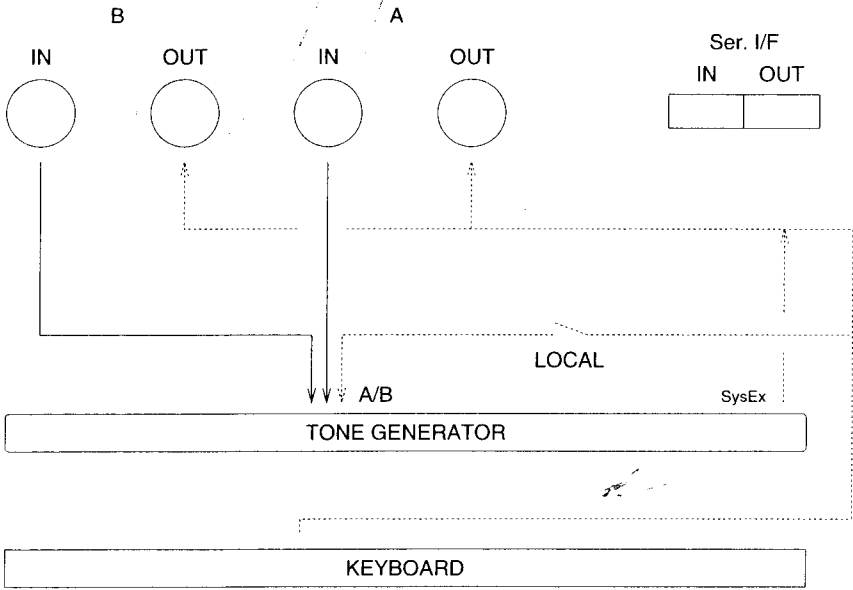 B A
IN OUT IN OUT
Ser. I/F
IN OUT
LOCAL
A/B
SysEx
TONE GENERATOR
KEYBOARD